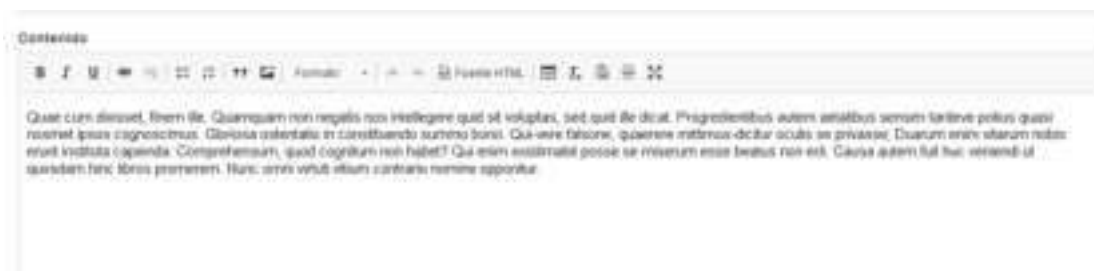 Contenido
B I U Formato Fuente HTML
Quae cum dixisset, finem ille. Quamquam non negatis nos intellegere quid sit voluptas, sed quid ille dicat. Progredientibus autem aetatibus sensim tardeve potius quasi
nosmet ipsos cognoscimus. Gloriosa ostentatio in constituendo summo bono. Qui-vere falsone, quaerere mittimus-dicitur oculis se privasse; Duarum enim vitarum nobis
erunt instituta capienda. Comprehensum, quod cognitum non habet? Qui enim existimabit posse se miserum esse beatus non erit. Causa autem fuit huc veniendi ut
quosdam hinc libros promerem. Nunc omni virtuti vitium contrario nomine opponitur.